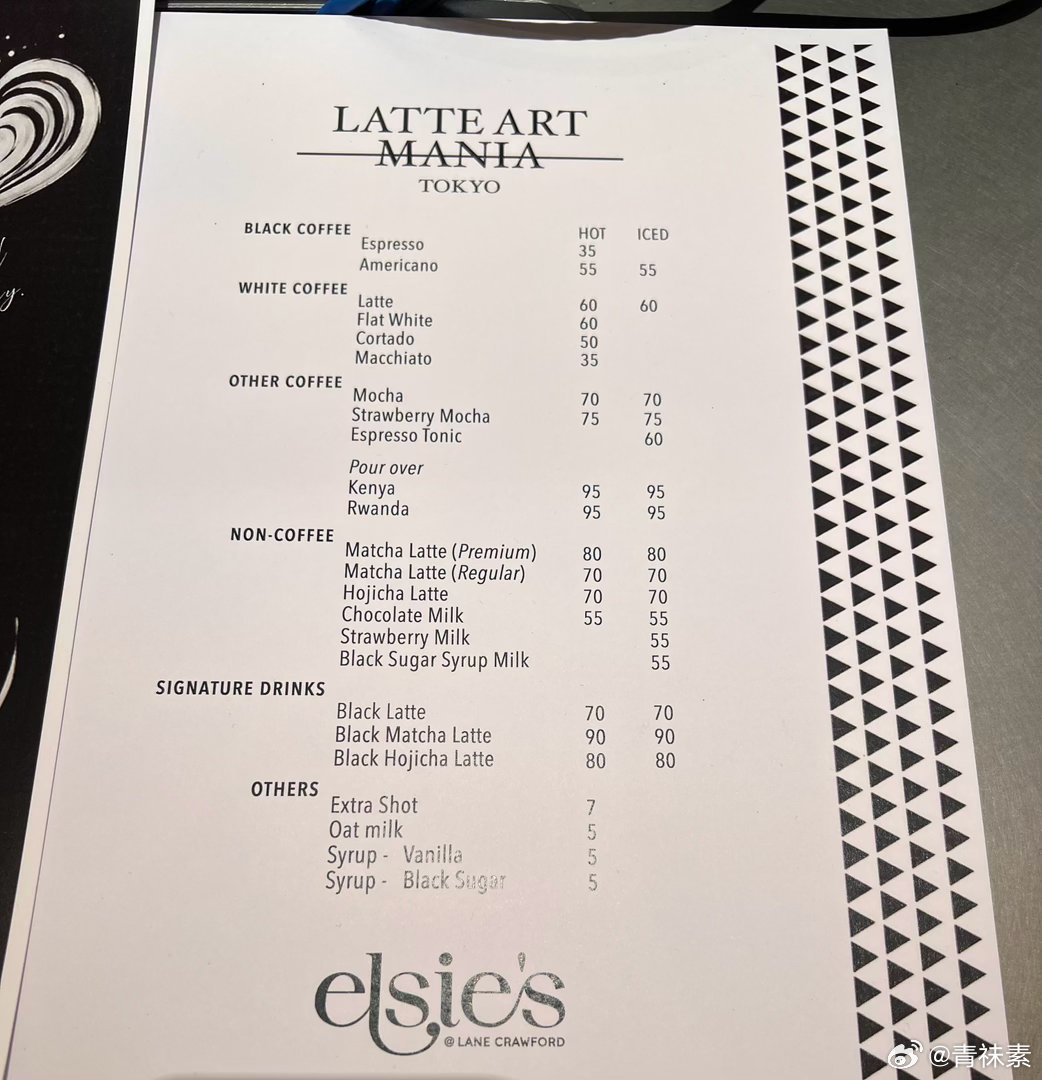 LATTE ART
MANIA
TOKYO
HOT ICED
BLACK COFFEE
Espresso 35
Americano 55 55
WHITE COFFEE
Latte 60 60
Flat White 60
Cortado 50
Macchiato 35
OTHER COFFEE
Mocha 70 70
Strawberry Mocha 75 75
Espresso Tonic 60
Pour over
Kenya 95 95
Rwanda 95 95
NON-COFFEE
Matcha Latte (Premium) 80 80
Matcha Latte (Regular) 70 70
Hojicha Latte 70 70
Chocolate Milk 55 55
Strawberry Milk 55
Black Sugar Syrup Milk 55
SIGNATURE DRINKS
Black Latte 70 70
Black Matcha Latte 90 90
Black Hojicha Latte 80 80
OTHERS
Extra Shot 7
Oat milk 5
Syrup - Vanilla 5
Syrup - Black Sugar 5
elsie's
@ LANE CRAWFORD
@青袜素